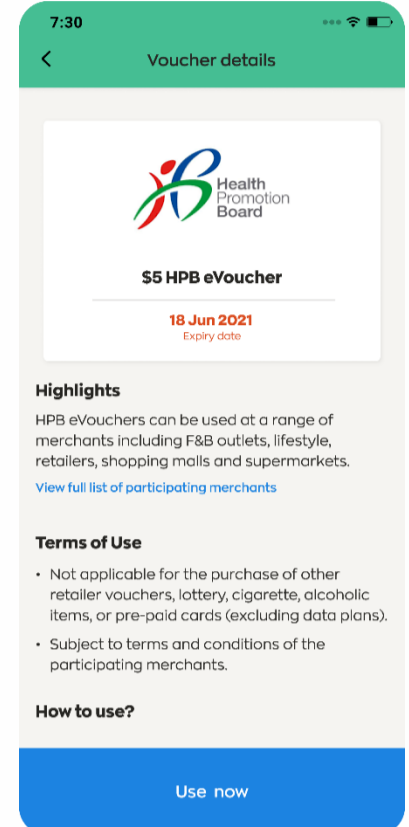 7:30
Voucher details
Health
Promotion
Board
$5 HPB eVoucher
18 Jun 2021
Expiry date
Highlights
HPB eVouchers can be used at a range of
merchants including F&B outlets, lifestyle,
retailers, shopping malls and supermarkets.
View full list of participating merchants
Terms of Use
• Not applicable for the purchase of other
retailer vouchers, lottery, cigarette, alcoholic
items, or pre-paid cards (excluding data plans).
• Subject to terms and conditions of the
participating merchants.
How to use?
Use now